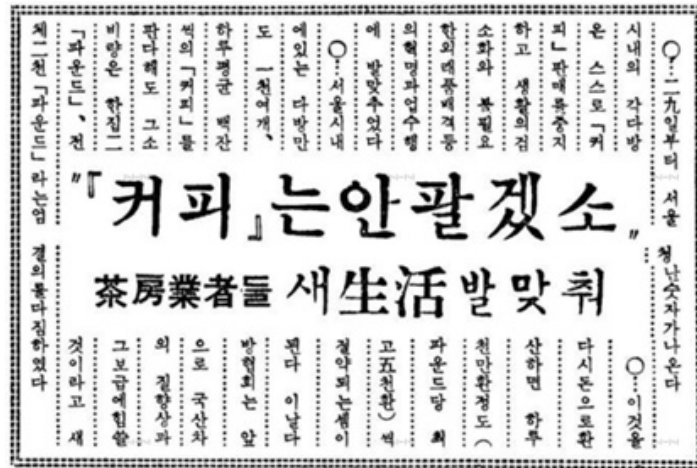 "『커피』는안팔겠소"
茶房業者들 새生活 발맞춰
○‥二九일부터 서울
시내의 각다방
은 스스로 「커
피」판매를중지
하고 생활의검
소화와 불필요
한외래품배격등
의혁명과업수행
에 발맞추었다
○‥서울시내
에있는 다방만
도 一천여개、
하루평균 백잔
씩의「커피」를
판다해도 그소
비량은 한집二
「파운드」、전
체二천「파운드」라는엄
청난숫자가나온다
○‥이것을
다시돈으로환
산하면 하루
천만환정도(
파운드당 최
고五천환)씩
절약되는셈이
된다 이날다
방협회는 앞
으로 국산차
의 질향상과
그보급에힘쓸
것이라고 새
결의를다짐하였다